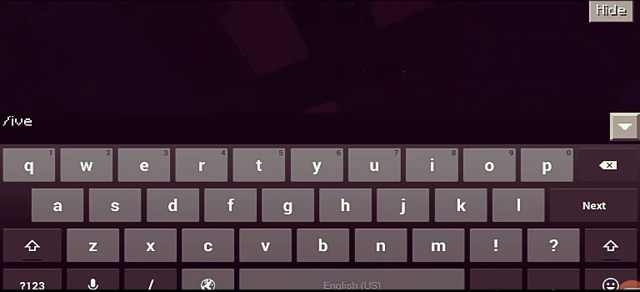 Hide
/ive
q 1 w 2 e 3 r 4 t 5 y 6 u 7 i 8 o 9 p 0
a s d f g h j k l Next
z x c v b n m ! ?
?123 / English (US)